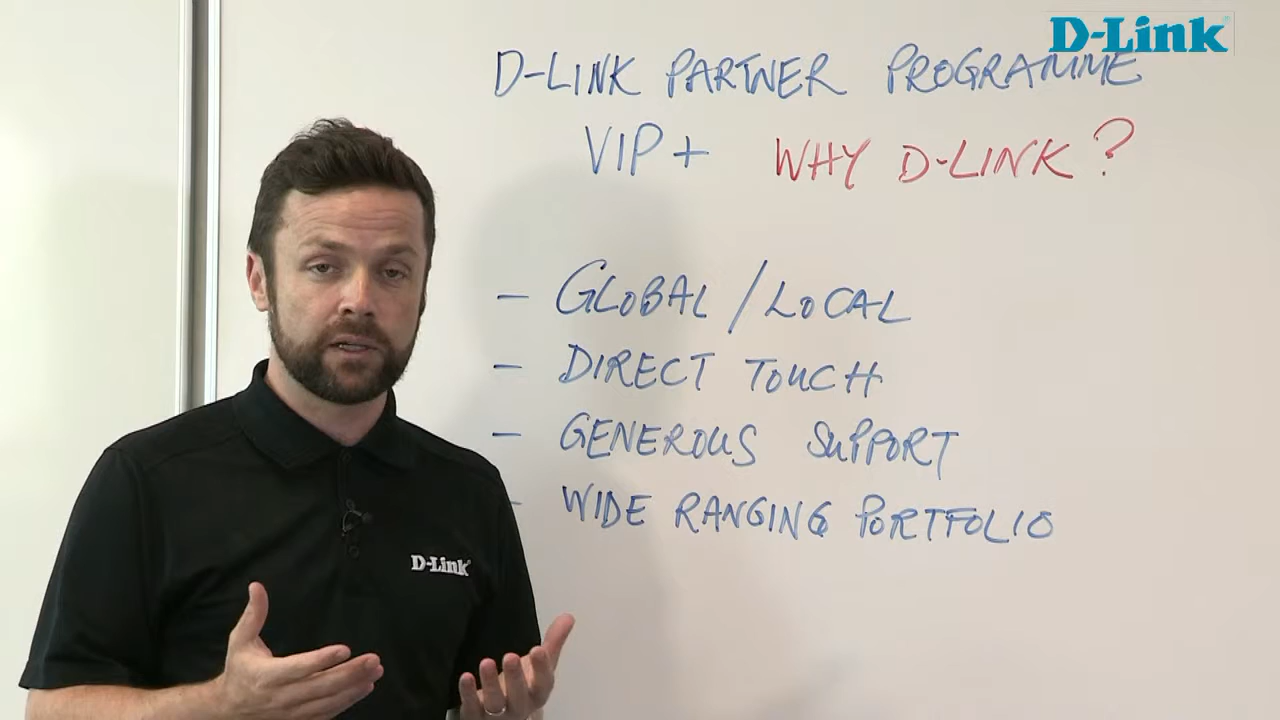 D-Link
D-LINK PARTNER PROGRAMME
VIP+ WHY D-LINK?
- GLOBAL / LOCAL
- DIRECT TOUCH
- GENEROUS SUPPORT
- WIDE RANGING PORTFOLIO
D-Link